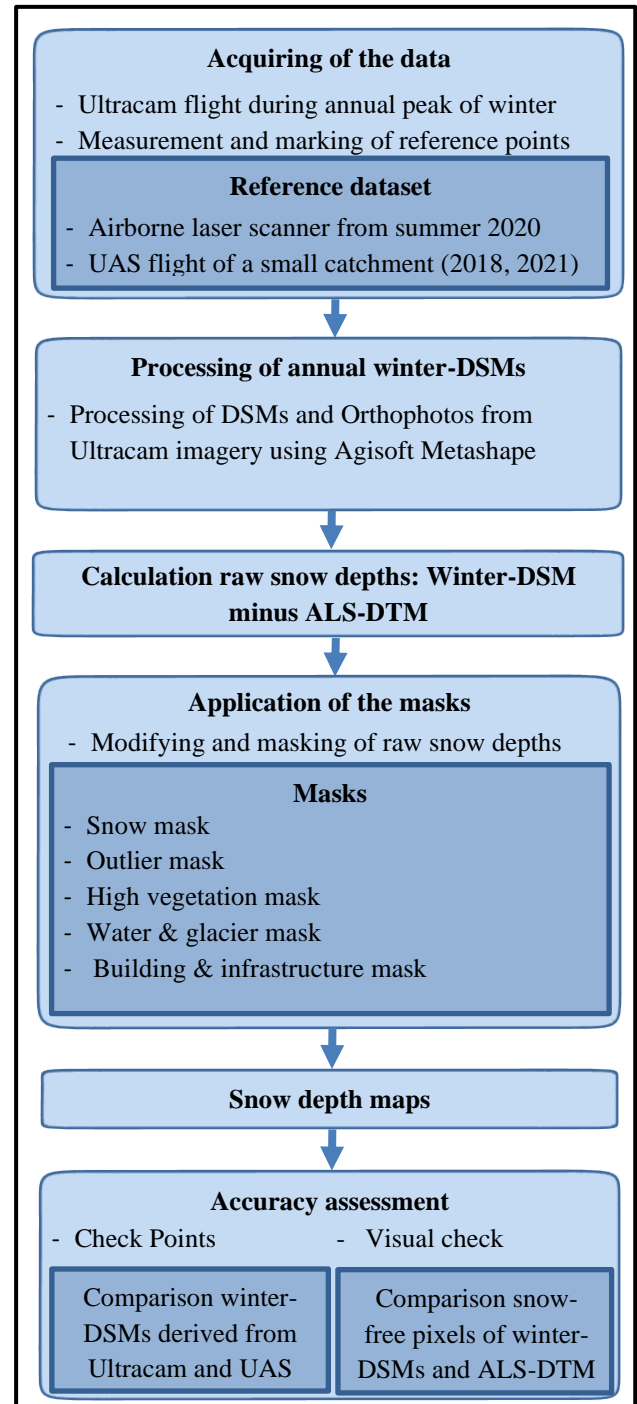 Acquiring of the data
- Ultracam flight during annual peak of winter
- Measurement and marking of reference points
Reference dataset
- Airborne laser scanner from summer 2020
- UAS flight of a small catchment (2018, 2021)
Processing of annual winter-DSMs
- Processing of DSMs and Orthophotos from
Ultracam imagery using Agisoft Metashape
Calculation raw snow depths: Winter-DSM
minus ALS-DTM
Application of the masks
- Modifying and masking of raw snow depths
Masks
- Snow mask
- Outlier mask
- High vegetation mask
- Water & glacier mask
- Building & infrastructure mask
Snow depth maps
Accuracy assessment
- Check Points
- Visual check
Comparison winter-
DSMs derived from
Ultracam and UAS
Comparison snow-
free pixels of winter-
DSMs and ALS-DTM